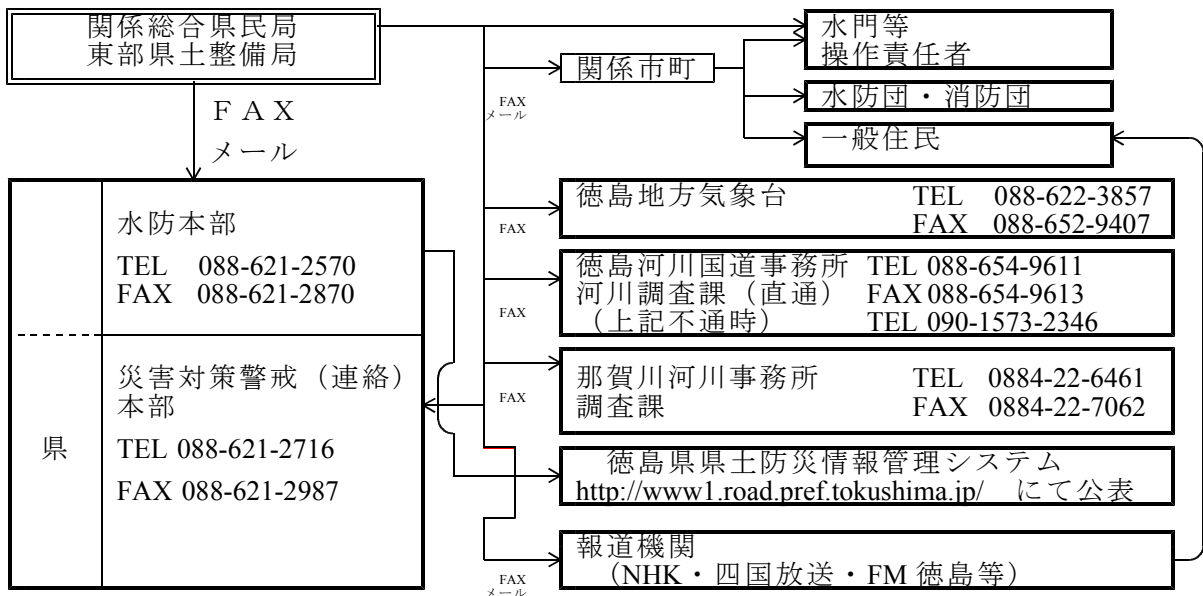 関係総合県民局
東部県土整備局
ＦＡＸ
メール
水防本部
TEL 088-621-2570
FAX 088-621-2870
県
災害対策警戒（連絡）
本部
TEL 088-621-2716
FAX 088-621-2987
FAX
メール
関係市町
水門等
操作責任者
水防団・消防団
一般住民
FAX
徳島地方気象台 TEL 088-622-3857
FAX 088-652-9407
FAX
徳島河川国道事務所 TEL 088-654-9611
河川調査課（直通） FAX 088-654-9613
（上記不通時） TEL 090-1573-2346
FAX
那賀川河川事務所 TEL 0884-22-6461
調査課 FAX 0884-22-7062
徳島県県土防災情報管理システム
http://www1.road.pref.tokushima.jp/ にて公表
FAX
メール
報道機関
（NHK・四国放送・FM徳島等）